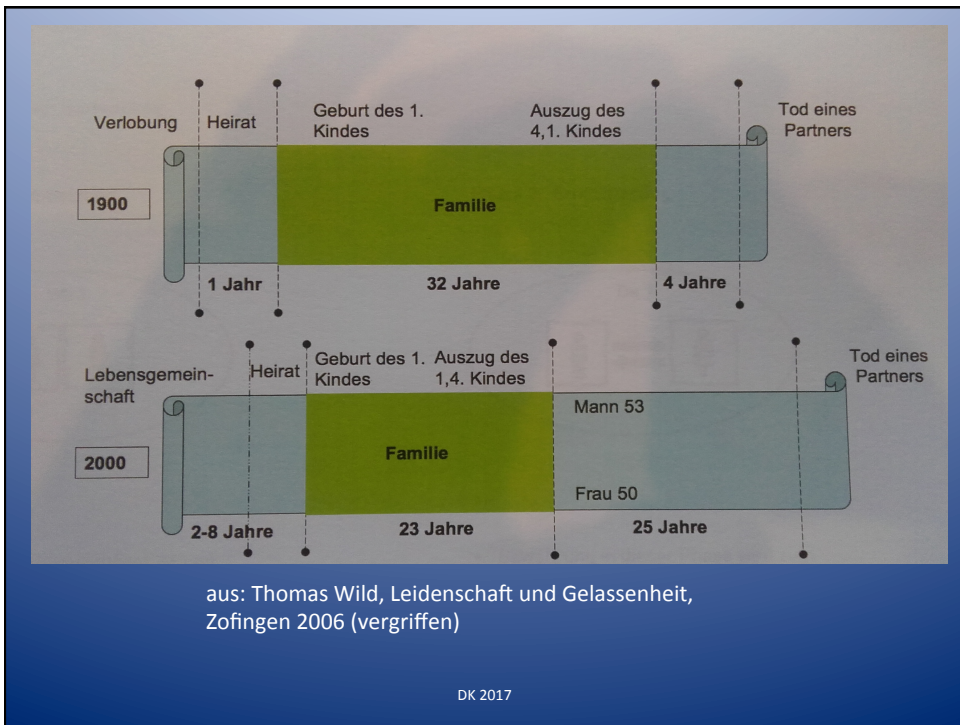 Verlobung
Heirat
Geburt des 1.
Kindes
Auszug des
4,1. Kindes
Tod eines
Partners
1900
Familie
1 Jahr
32 Jahre
4 Jahre
Lebensgemein-
schaft
Heirat
Geburt des 1.
Kindes
Auszug des
1,4. Kindes
Tod eines
Partners
2000
Familie
Mann 53
Frau 50
2-8 Jahre
23 Jahre
25 Jahre
aus: Thomas Wild, Leidenschaft und Gelassenheit,
Zofingen 2006 (vergriffen)
DK 2017